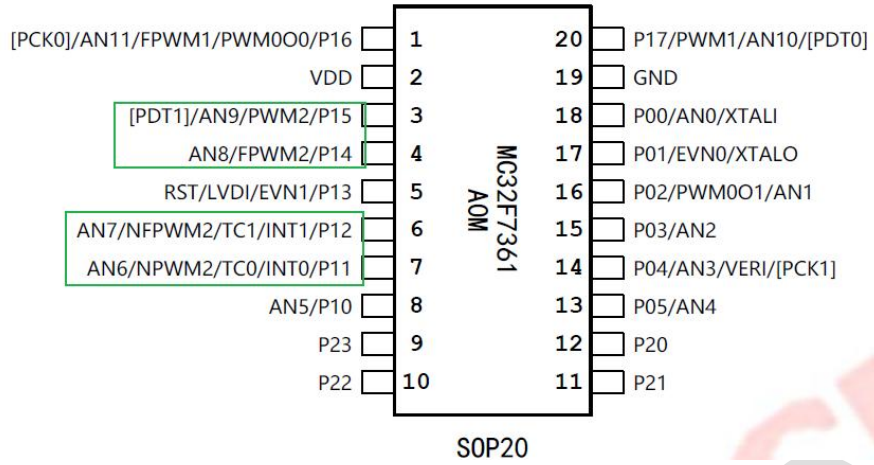 [PCK0]/AN11/FPWM1/PWM0O0/P16 1 20 P17/PWM1/AN10/[PDT0]
VDD 2 19 GND
[PDT1]/AN9/PWM2/P15 3 18 P00/AN0/XTALI
AN8/FPWM2/P14 4 17 P01/EVN0/XTALO
RST/LVDI/EVN1/P13 5 16 P02/PWM0O1/AN1
AN7/NFPWM2/TC1/INT1/P12 6 15 P03/AN2
AN6/NPWM2/TC0/INT0/P11 7 14 P04/AN3/VERI/[PCK1]
AN5/P10 8 13 P05/AN4
P23 9 12 P20
P22 10 11 P21
MC32F7361
A0M
SOP20